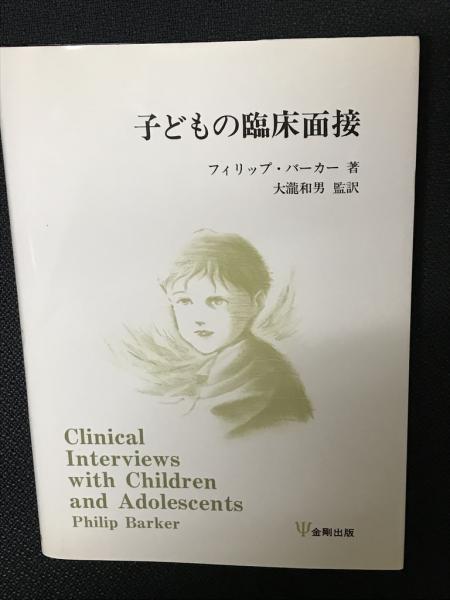 子どもの臨床面接
フィリップ・バーカー 著
大瀧和男 監訳
Clinical
Interviews
with Children
and Adolescents
Philip Barker
Ψ金剛出版